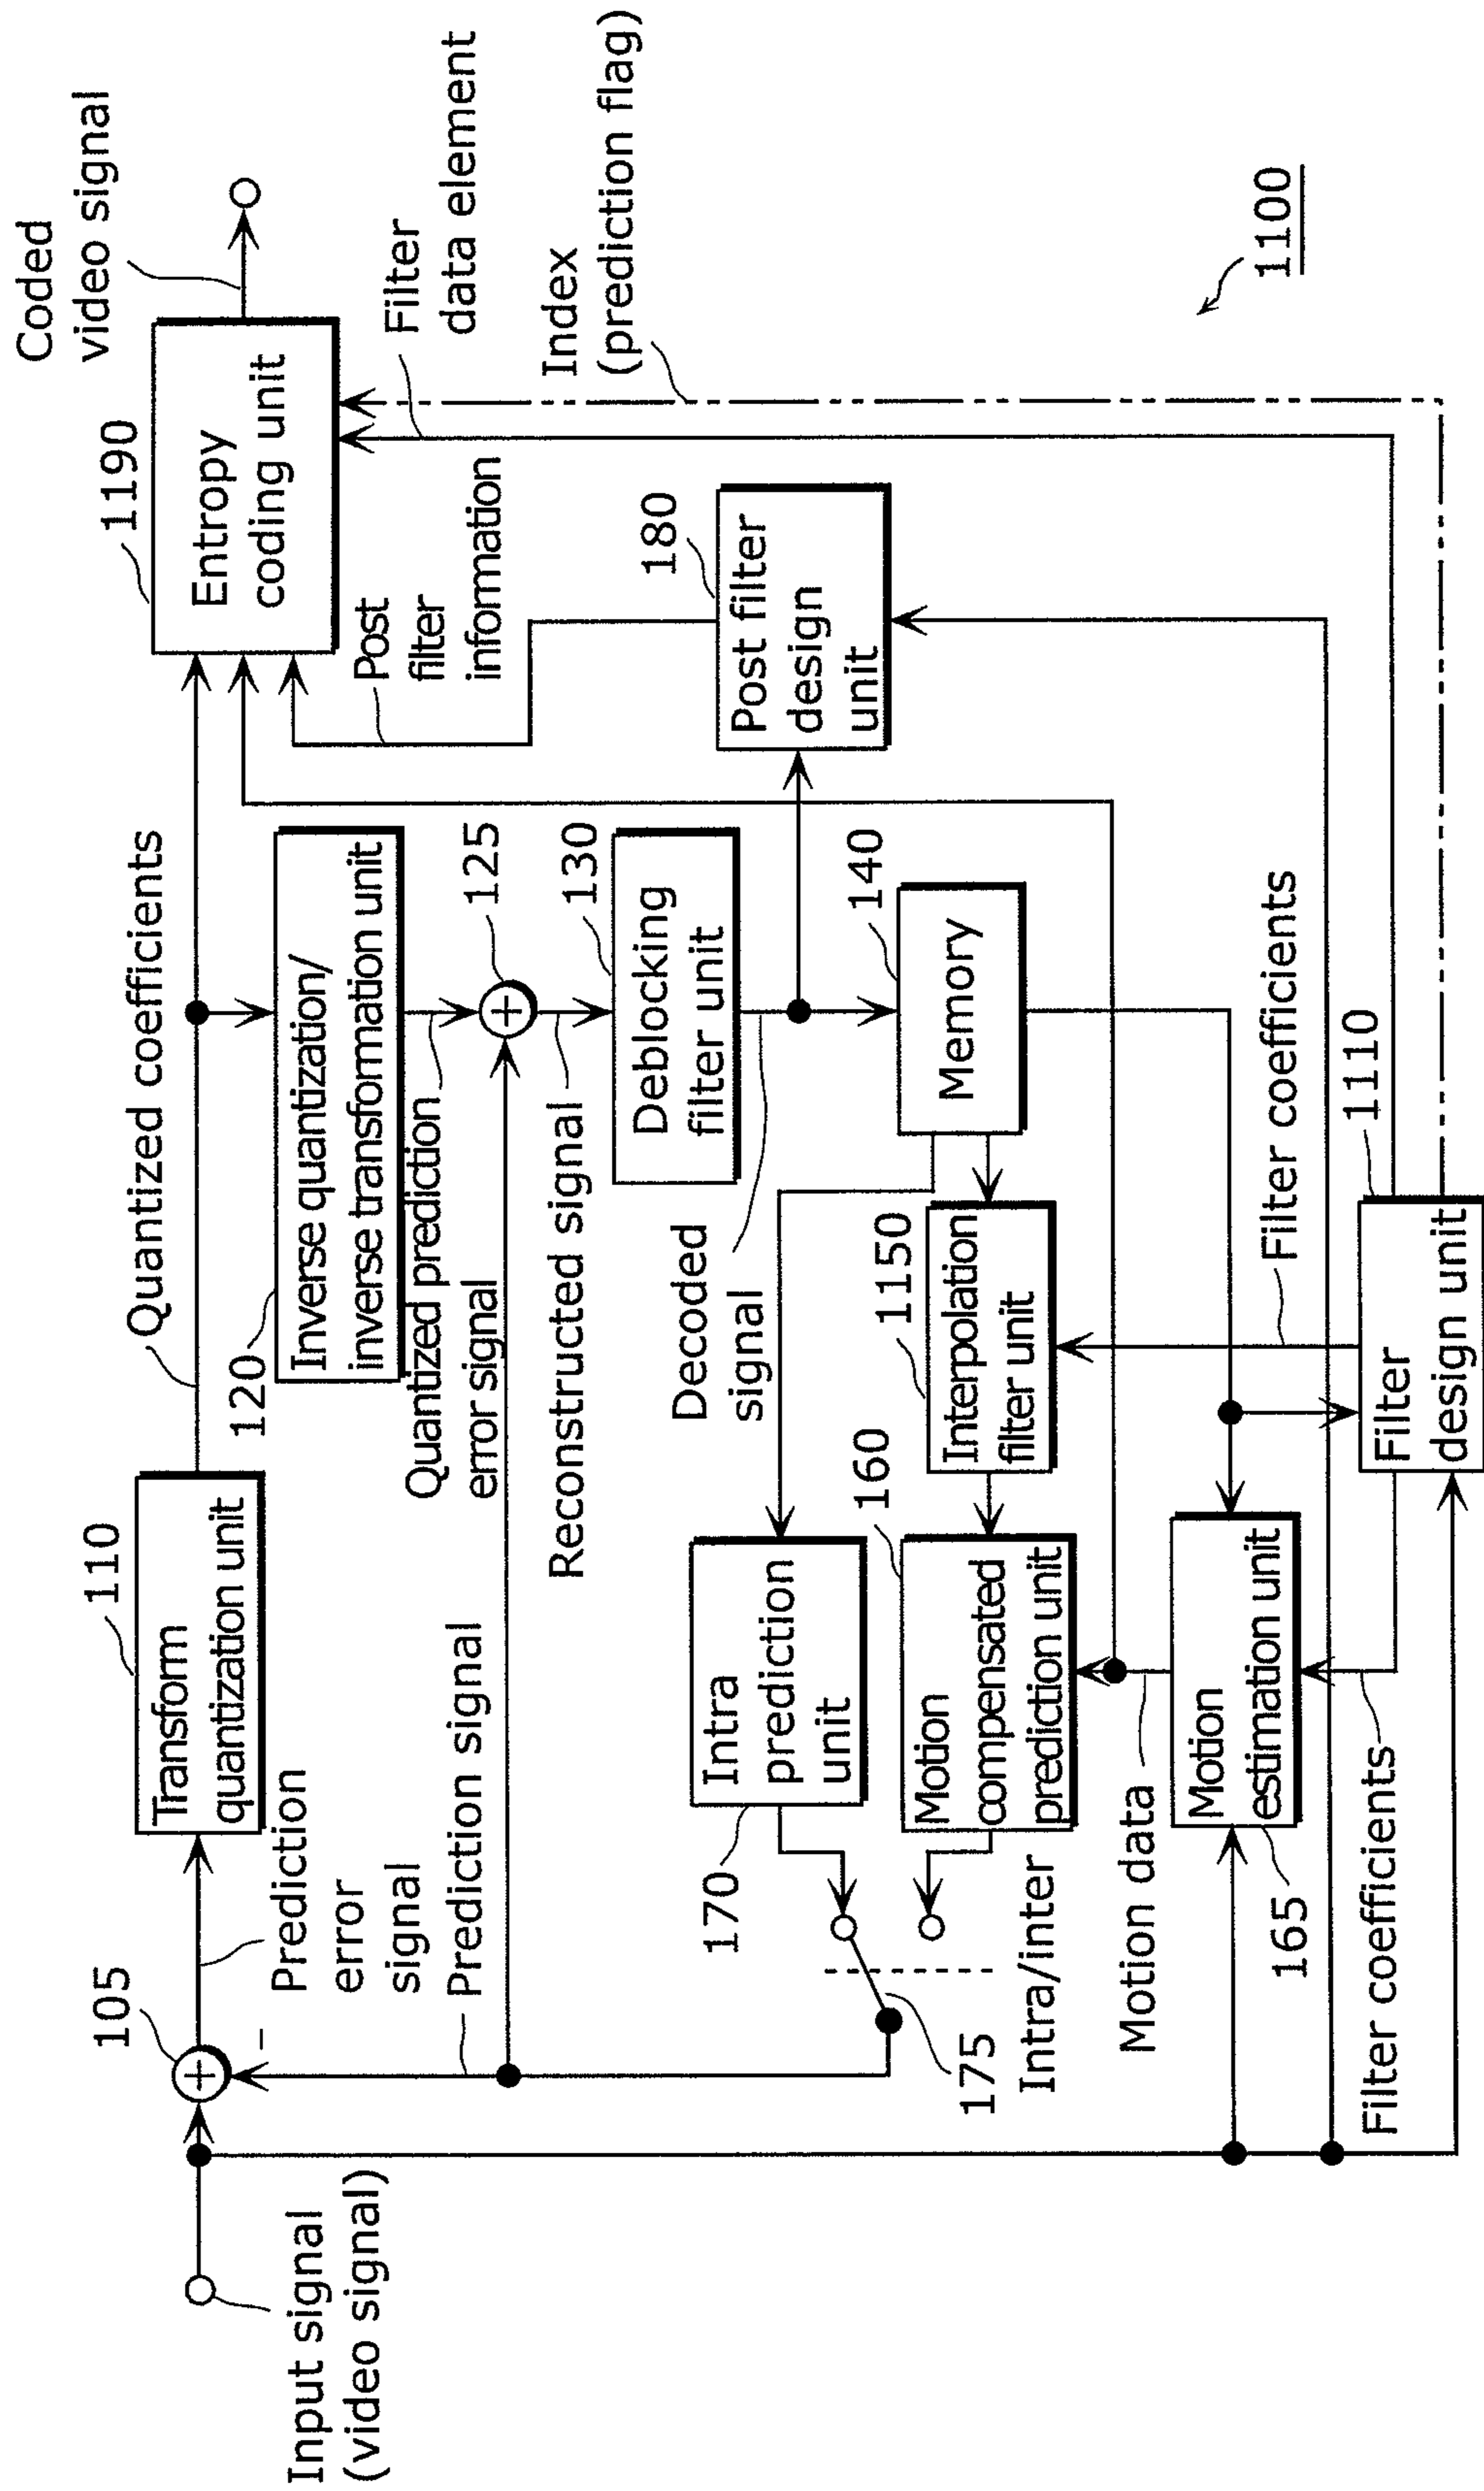 Input signal
(video signal)
105
Prediction
error
signal
Prediction signal
110
Transform
quantization unit
Quantized coefficients
120
Inverse quantization/
inverse transformation unit
Quantized prediction
error signal
125
Reconstructed signal
130
Deblocking
filter unit
Decoded
signal
140
Memory
1150
Interpolation
filter unit
160
Motion
compensated
prediction unit
170
Intra
prediction
unit
175
Intra/inter
Motion data
165
Motion
estimation unit
Filter coefficients
Filter coefficients
1110
Filter
design unit
180
Post filter
design
unit
Post
filter
information
1190
Entropy
coding unit
Coded
video signal
Filter
data element
Index
(prediction flag)
1100